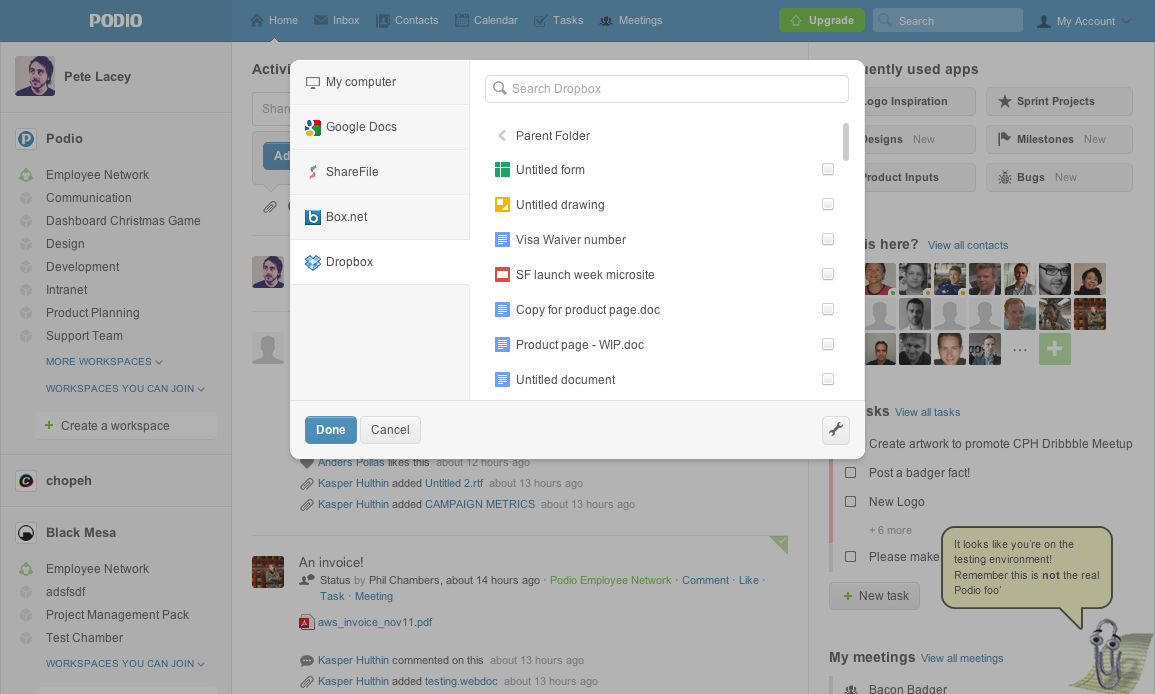 PODIO
Home
Inbox
Contacts
Calendar
Tasks
Meetings
Upgrade
Search
My Account
Pete Lacey
Podio
Employee Network
Communication
Dashboard Christmas Game
Design
Development
Intranet
Product Planning
Support Team
MORE WORKSPACES
WORKSPACES YOU CAN JOIN
+ Create a workspace
chopeh
Black Mesa
Employee Network
adsfsdf
Project Management Pack
Test Chamber
WORKSPACES YOU CAN JOIN
Activi
Share
Ad
My computer
Google Docs
ShareFile
Box.net
Dropbox
Search Dropbox
Parent Folder
Untitled form
Untitled drawing
Visa Waiver number
SF launch week microsite
Copy for product page.doc
Product page - WIP.doc
Untitled document
Done
Cancel
Anders Pollas likes this about 12 hours ago
Kasper Hulthin added Untitled 2.rtf about 13 hours ago
Kasper Hulthin added CAMPAIGN METRICS about 13 hours ago
An invoice!
Status by Phil Chambers, about 14 hours ago · Podio Employee Network · Comment · Like ·
Task · Meeting
aws_invoice_nov11.pdf
Kasper Hulthin commented on this about 13 hours ago
Kasper Hulthin added testing.webdoc about 13 hours ago
uently used apps
ogo Inspiration
Sprint Projects
Designs New
Milestones New
Product Inputs
Bugs New
is here? View all contacts
...
sks View all tasks
Create artwork to promote CPH Dribbble Meetup
Post a badger fact!
New Logo
+ 6 more
Please make
+ New task
It looks like you're on the
testing environment!
Remember this is not the real
Podio foo'
My meetings View all meetings
Bacon Badger